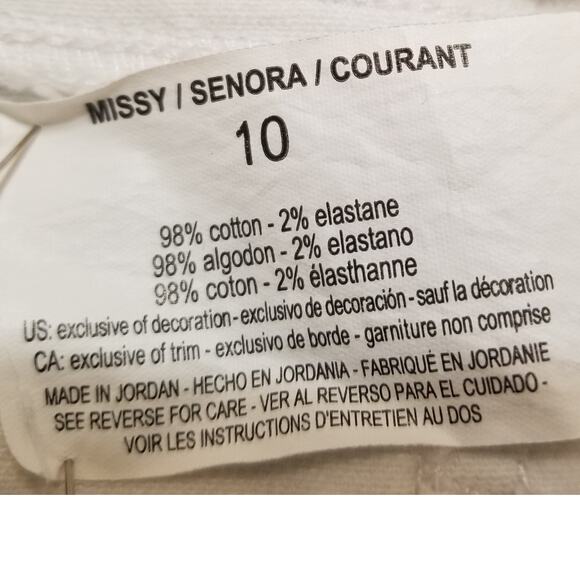 MISSY / SENORA / COURANT
10
98% cotton - 2% elastane
98% algodon - 2% elastano
98% coton - 2% élasthanne
US: exclusive of decoration - exclusivo de decoración - sauf la décoration
CA: exclusive of trim - exclusivo de borde - garniture non comprise
MADE IN JORDAN - HECHO EN JORDANIA - FABRIQUÉ EN JORDANIE
SEE REVERSE FOR CARE - VER AL REVERSO PARA EL CUIDADO -
VOIR LES INSTRUCTIONS D'ENTRETIEN AU DOS